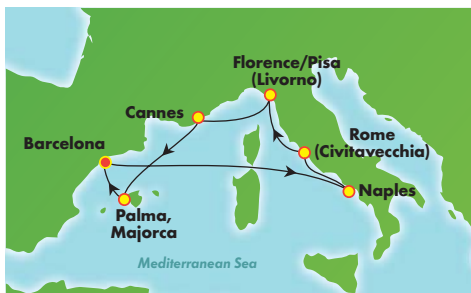 Florence/Pisa
(Livorno)
Cannes
Barcelona
Rome
(Civitavecchia)
Naples
Palma,
Majorca
Mediterranean Sea